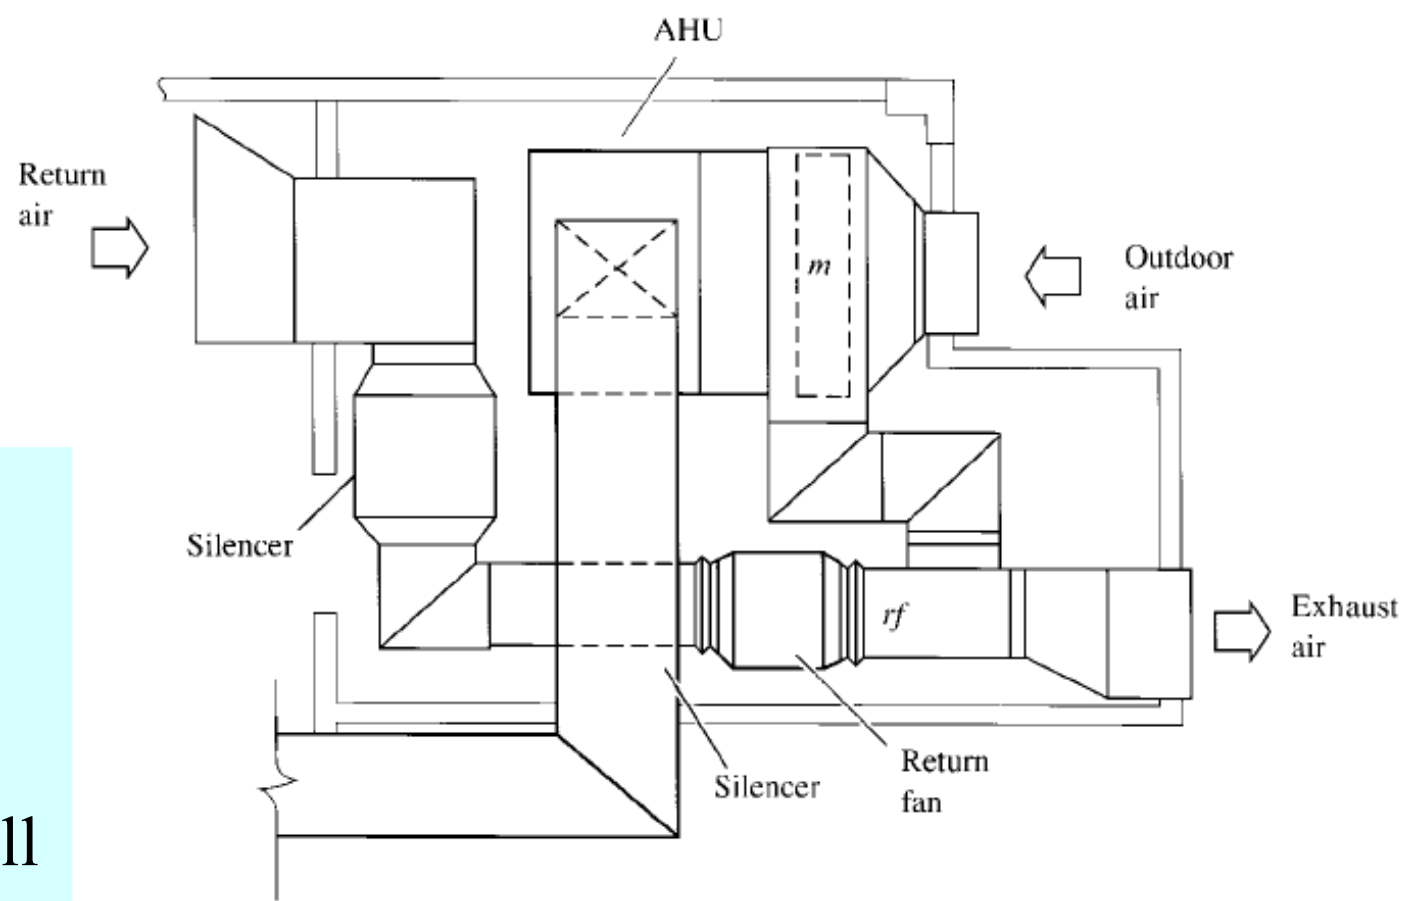 AHU
Return
air
m
Outdoor
air
Silencer
rf
Exhaust
air
Silencer
Return
fan
ll